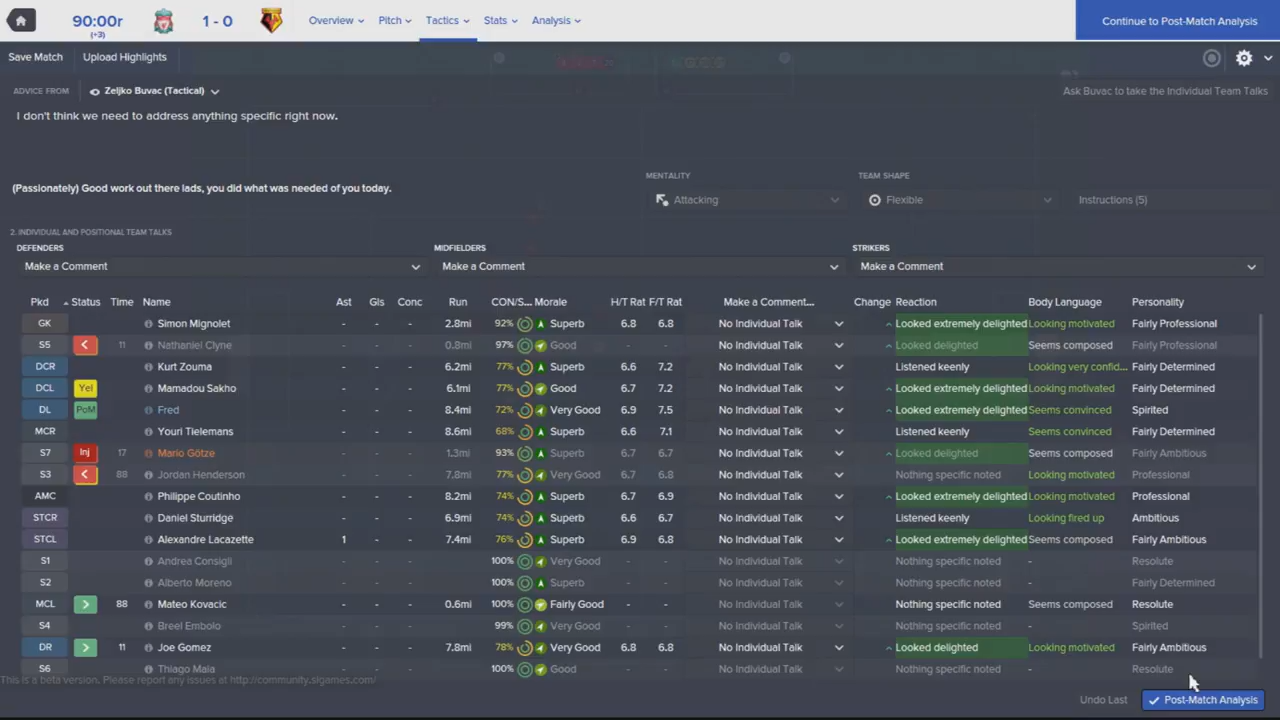 90:00r
(+3)
1 - 0
Overview Pitch Tactics Stats Analysis
Continue to Post-Match Analysis
Save Match Upload Highlights
ADVICE FROM Zeljko Buvac (Tactical)
Ask Buvac to take the Individual Team Talks
I don't think we need to address anything specific right now.
MENTALITY TEAM SHAPE
(Passionately) Good work out there lads, you did what was needed of you today.
Attacking Flexible Instructions (5)
2. INDIVIDUAL AND POSITIONAL TEAM TALKS
DEFENDERS MIDFIELDERS STRIKERS
Make a Comment Make a Comment Make a Comment
Pkd Status Time Name Ast Gls Conc Run CON/S... Morale H/T Rat F/T Rat Make a Comment... Change Reaction Body Language Personality
GK Simon Mignolet - - - 2.8mi 92% Superb 6.8 6.8 No Individual Talk Looked extremely delighted Looking motivated Fairly Professional
S5 11 Nathaniel Clyne - - - 0.8mi 97% Good - - No Individual Talk Looked delighted Seems composed Fairly Professional
DCR Kurt Zouma - - - 6.2mi 77% Superb 6.6 7.2 No Individual Talk Listened keenly Looking very confid... Fairly Determined
DCL Yel Mamadou Sakho - - - 6.1mi 77% Good 6.7 7.2 No Individual Talk Looked extremely delighted Looking motivated Fairly Determined
DL PoM Fred - - - 8.4mi 72% Very Good 6.9 7.5 No Individual Talk Looked extremely delighted Seems convinced Spirited
MCR Youri Tielemans - - - 8.6mi 68% Superb 6.6 7.1 No Individual Talk Listened keenly Seems convinced Fairly Determined
S7 Inj 17 Mario Götze - - - 1.3mi 93% Superb 6.7 6.7 No Individual Talk Looked delighted Seems composed Fairly Ambitious
S3 88 Jordan Henderson - - - 7.8mi 77% Very Good 6.7 6.8 No Individual Talk Nothing specific noted Looking motivated Professional
AMC Philippe Coutinho - - - 8.2mi 74% Superb 6.7 6.9 No Individual Talk Looked extremely delighted Looking motivated Professional
STCR Daniel Sturridge - - - 6.9mi 74% Superb 6.6 6.7 No Individual Talk Listened keenly Looking fired up Ambitious
STCL Alexandre Lacazette 1 - - 7.4mi 76% Superb 6.9 6.8 No Individual Talk Looked extremely delighted Seems composed Fairly Ambitious
S1 Andrea Consigli - - - - 100% Very Good - - No Individual Talk Nothing specific noted - Resolute
S2 Alberto Moreno - - - - 100% Superb - - No Individual Talk Nothing specific noted - Fairly Determined
MCL 88 Mateo Kovacic - - - 0.6mi 100% Fairly Good - - No Individual Talk Nothing specific noted Seems composed Resolute
S4 Breel Embolo - - - - 99% Very Good - - No Individual Talk Nothing specific noted - Spirited
DR 11 Joe Gomez - - - 7.8mi 78% Very Good 6.8 6.8 No Individual Talk Looked delighted Looking motivated Fairly Ambitious
S6 Thiago Maia - - - - 100% Good - - No Individual Talk Nothing specific noted - Resolute
This is a beta version. Please report any issues at http://community.sigames.com/
Undo Last Post-Match Analysis